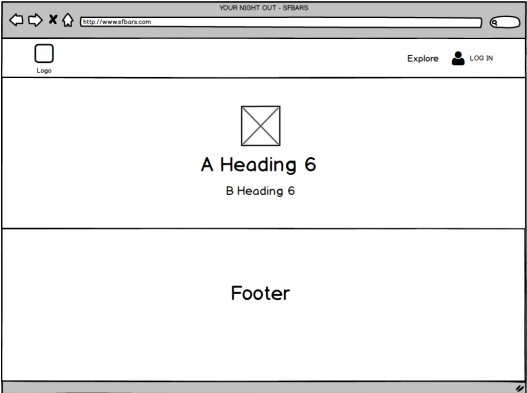 YOUR NIGHT OUT - SFBARS
http://www.sfbars.com
Logo
Explore
LOG IN
A Heading 6
B Heading 6
Footer